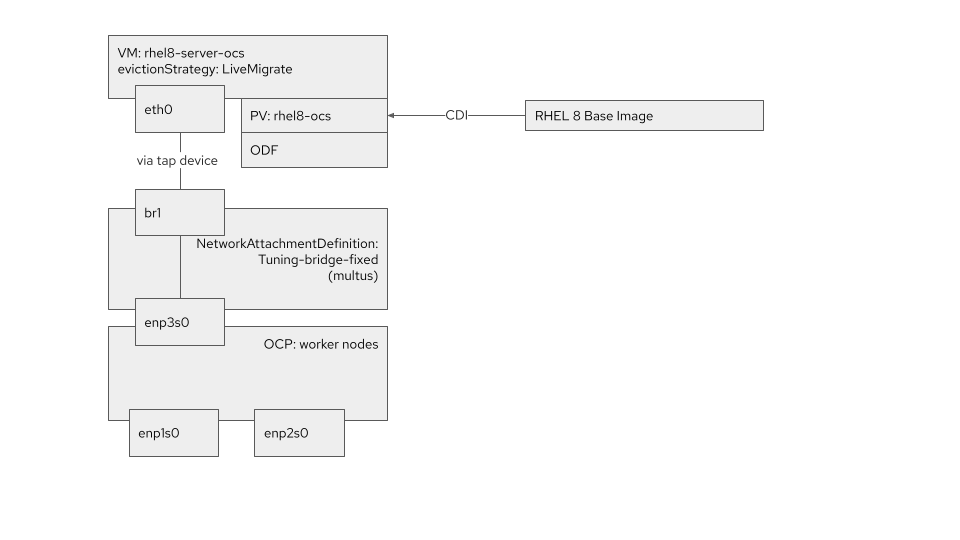 VM: rhel8-server-ocs
evictionStrategy: LiveMigrate
eth0
PV: rhel8-ocs
CDI
RHEL 8 Base Image
ODF
via tap device
br1
NetworkAttachmentDefinition:
Tuning-bridge-fixed
(multus)
enp3s0
OCP: worker nodes
enp1s0
enp2s0